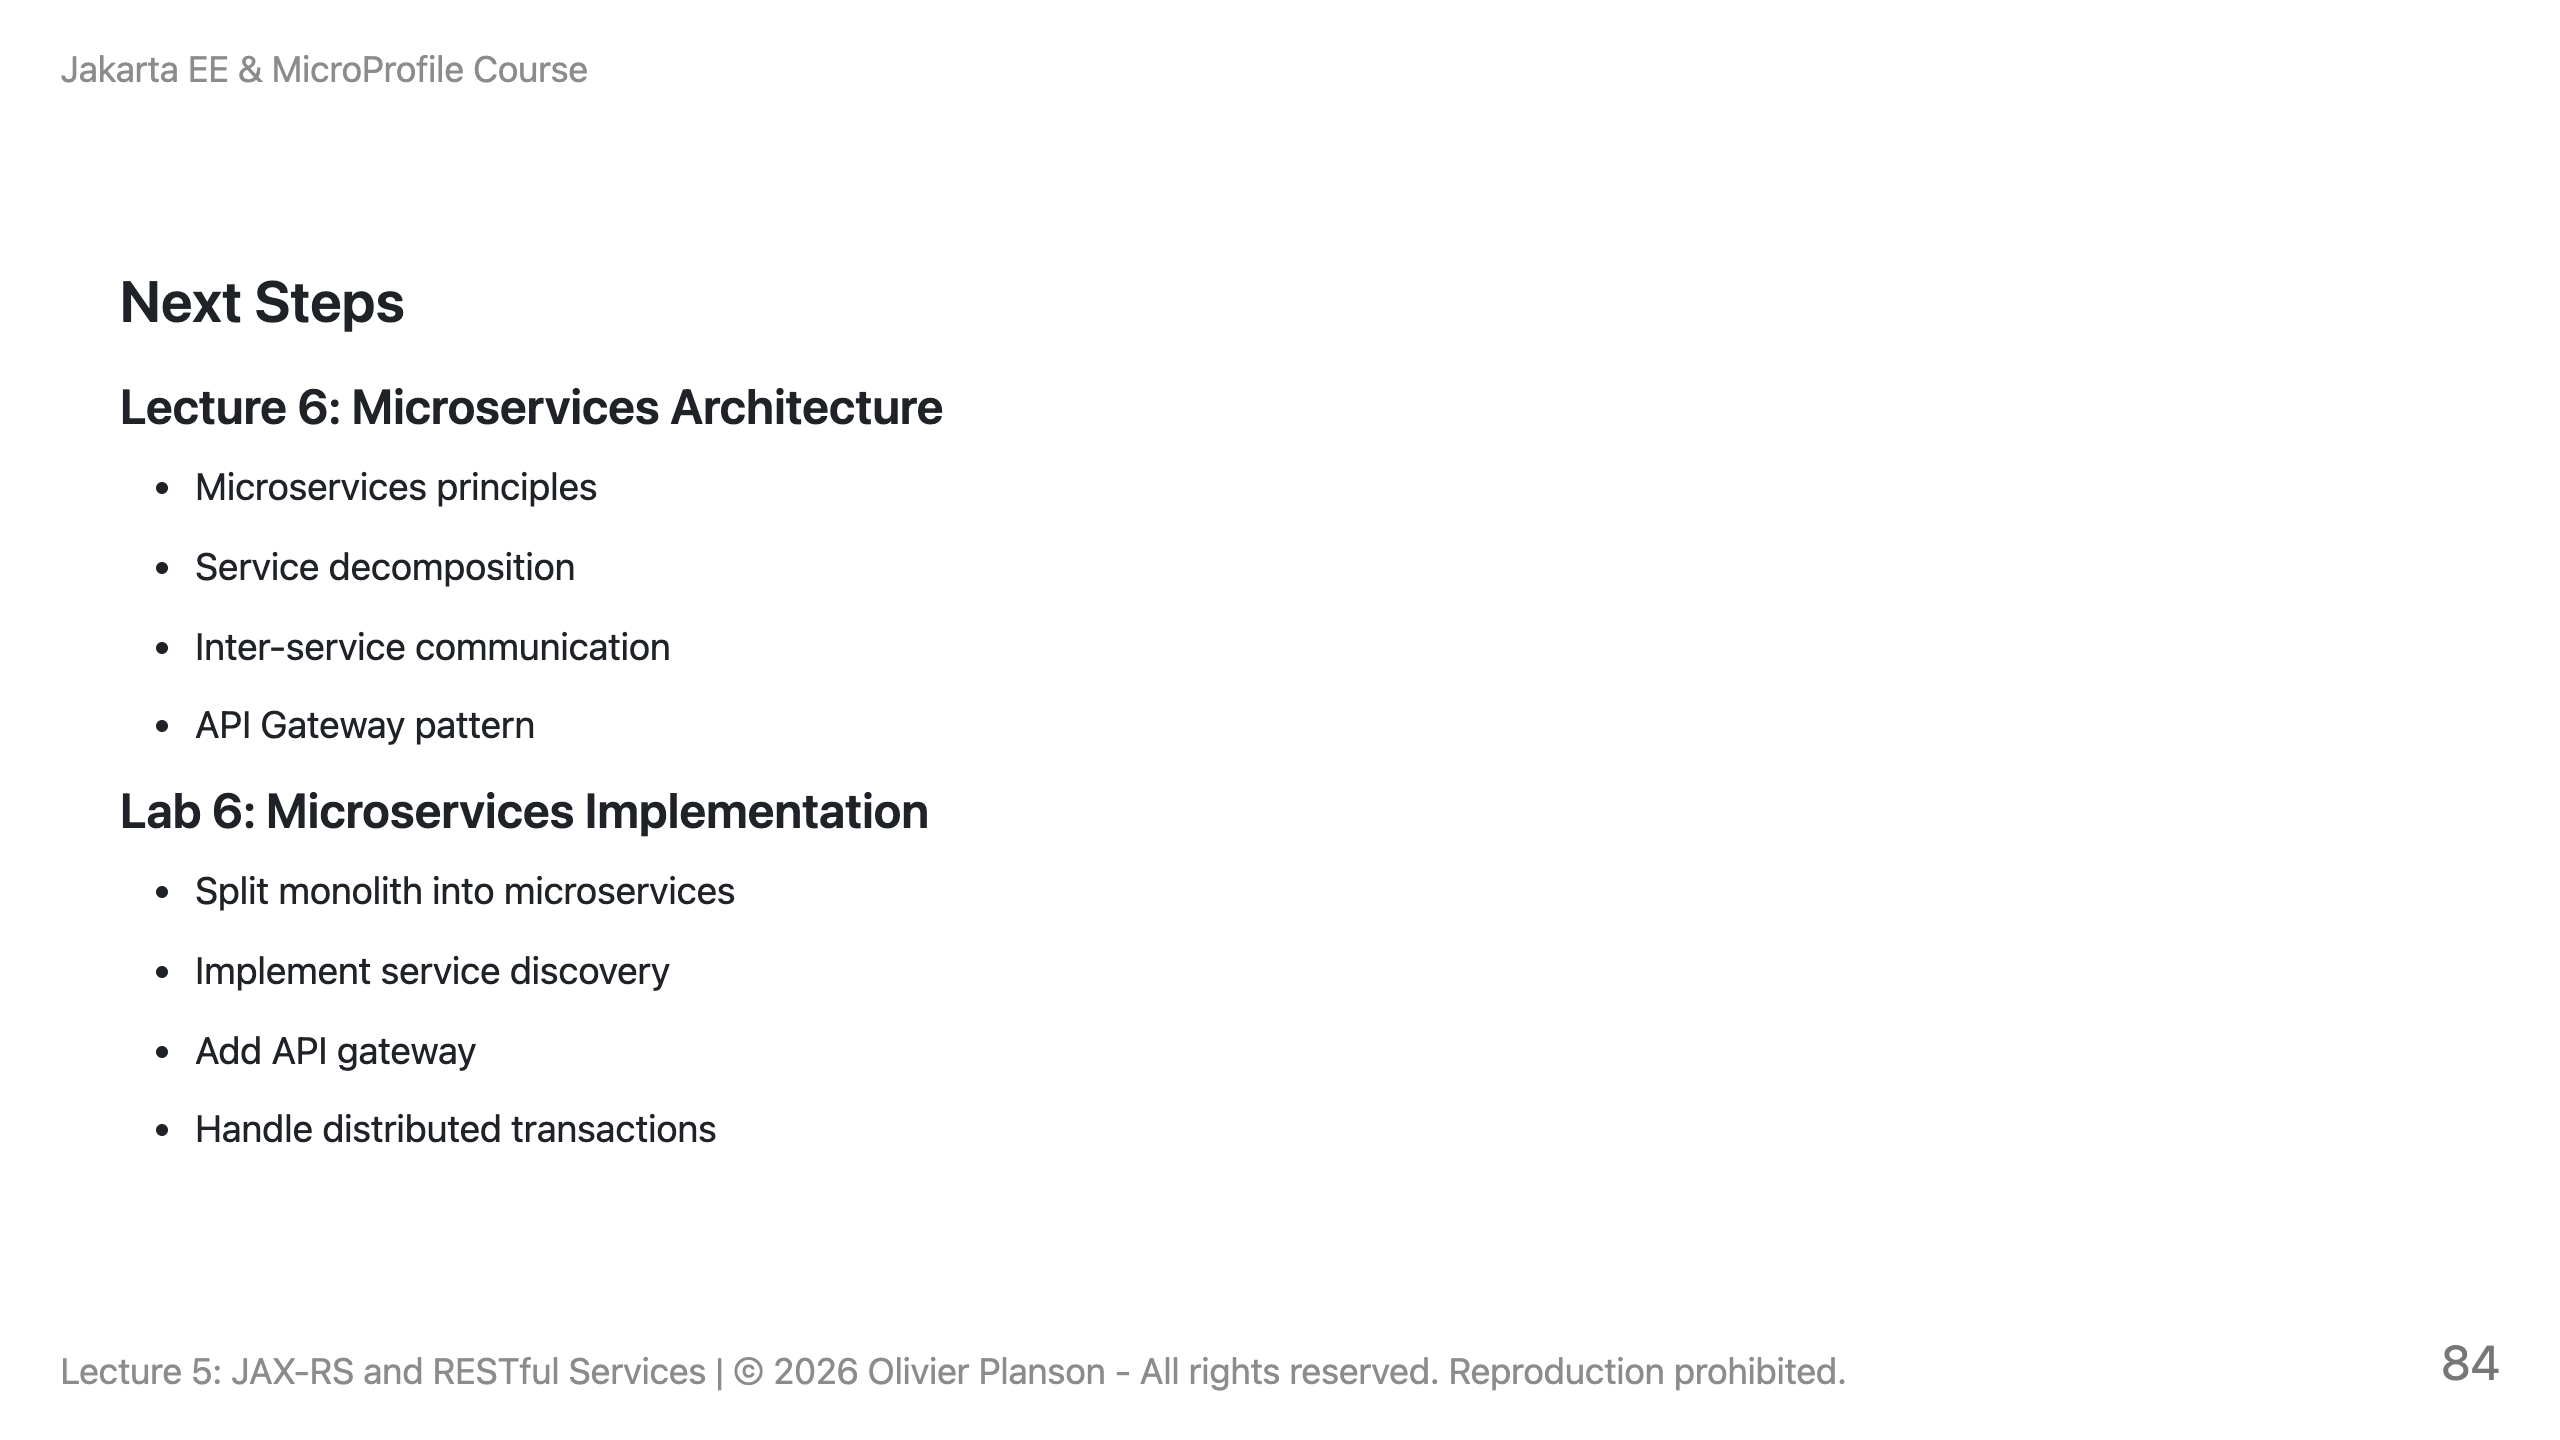 Jakarta EE & MicroProfile Course
Next Steps
Lecture 6: Microservices Architecture
• Microservices principles
• Service decomposition
• Inter-service communication
• API Gateway pattern
Lab 6: Microservices Implementation
• Split monolith into microservices
• Implement service discovery
• Add API gateway
• Handle distributed transactions
Lecture 5: JAX-RS and RESTful Services | © 2026 Olivier Planson - All rights reserved. Reproduction prohibited.
84